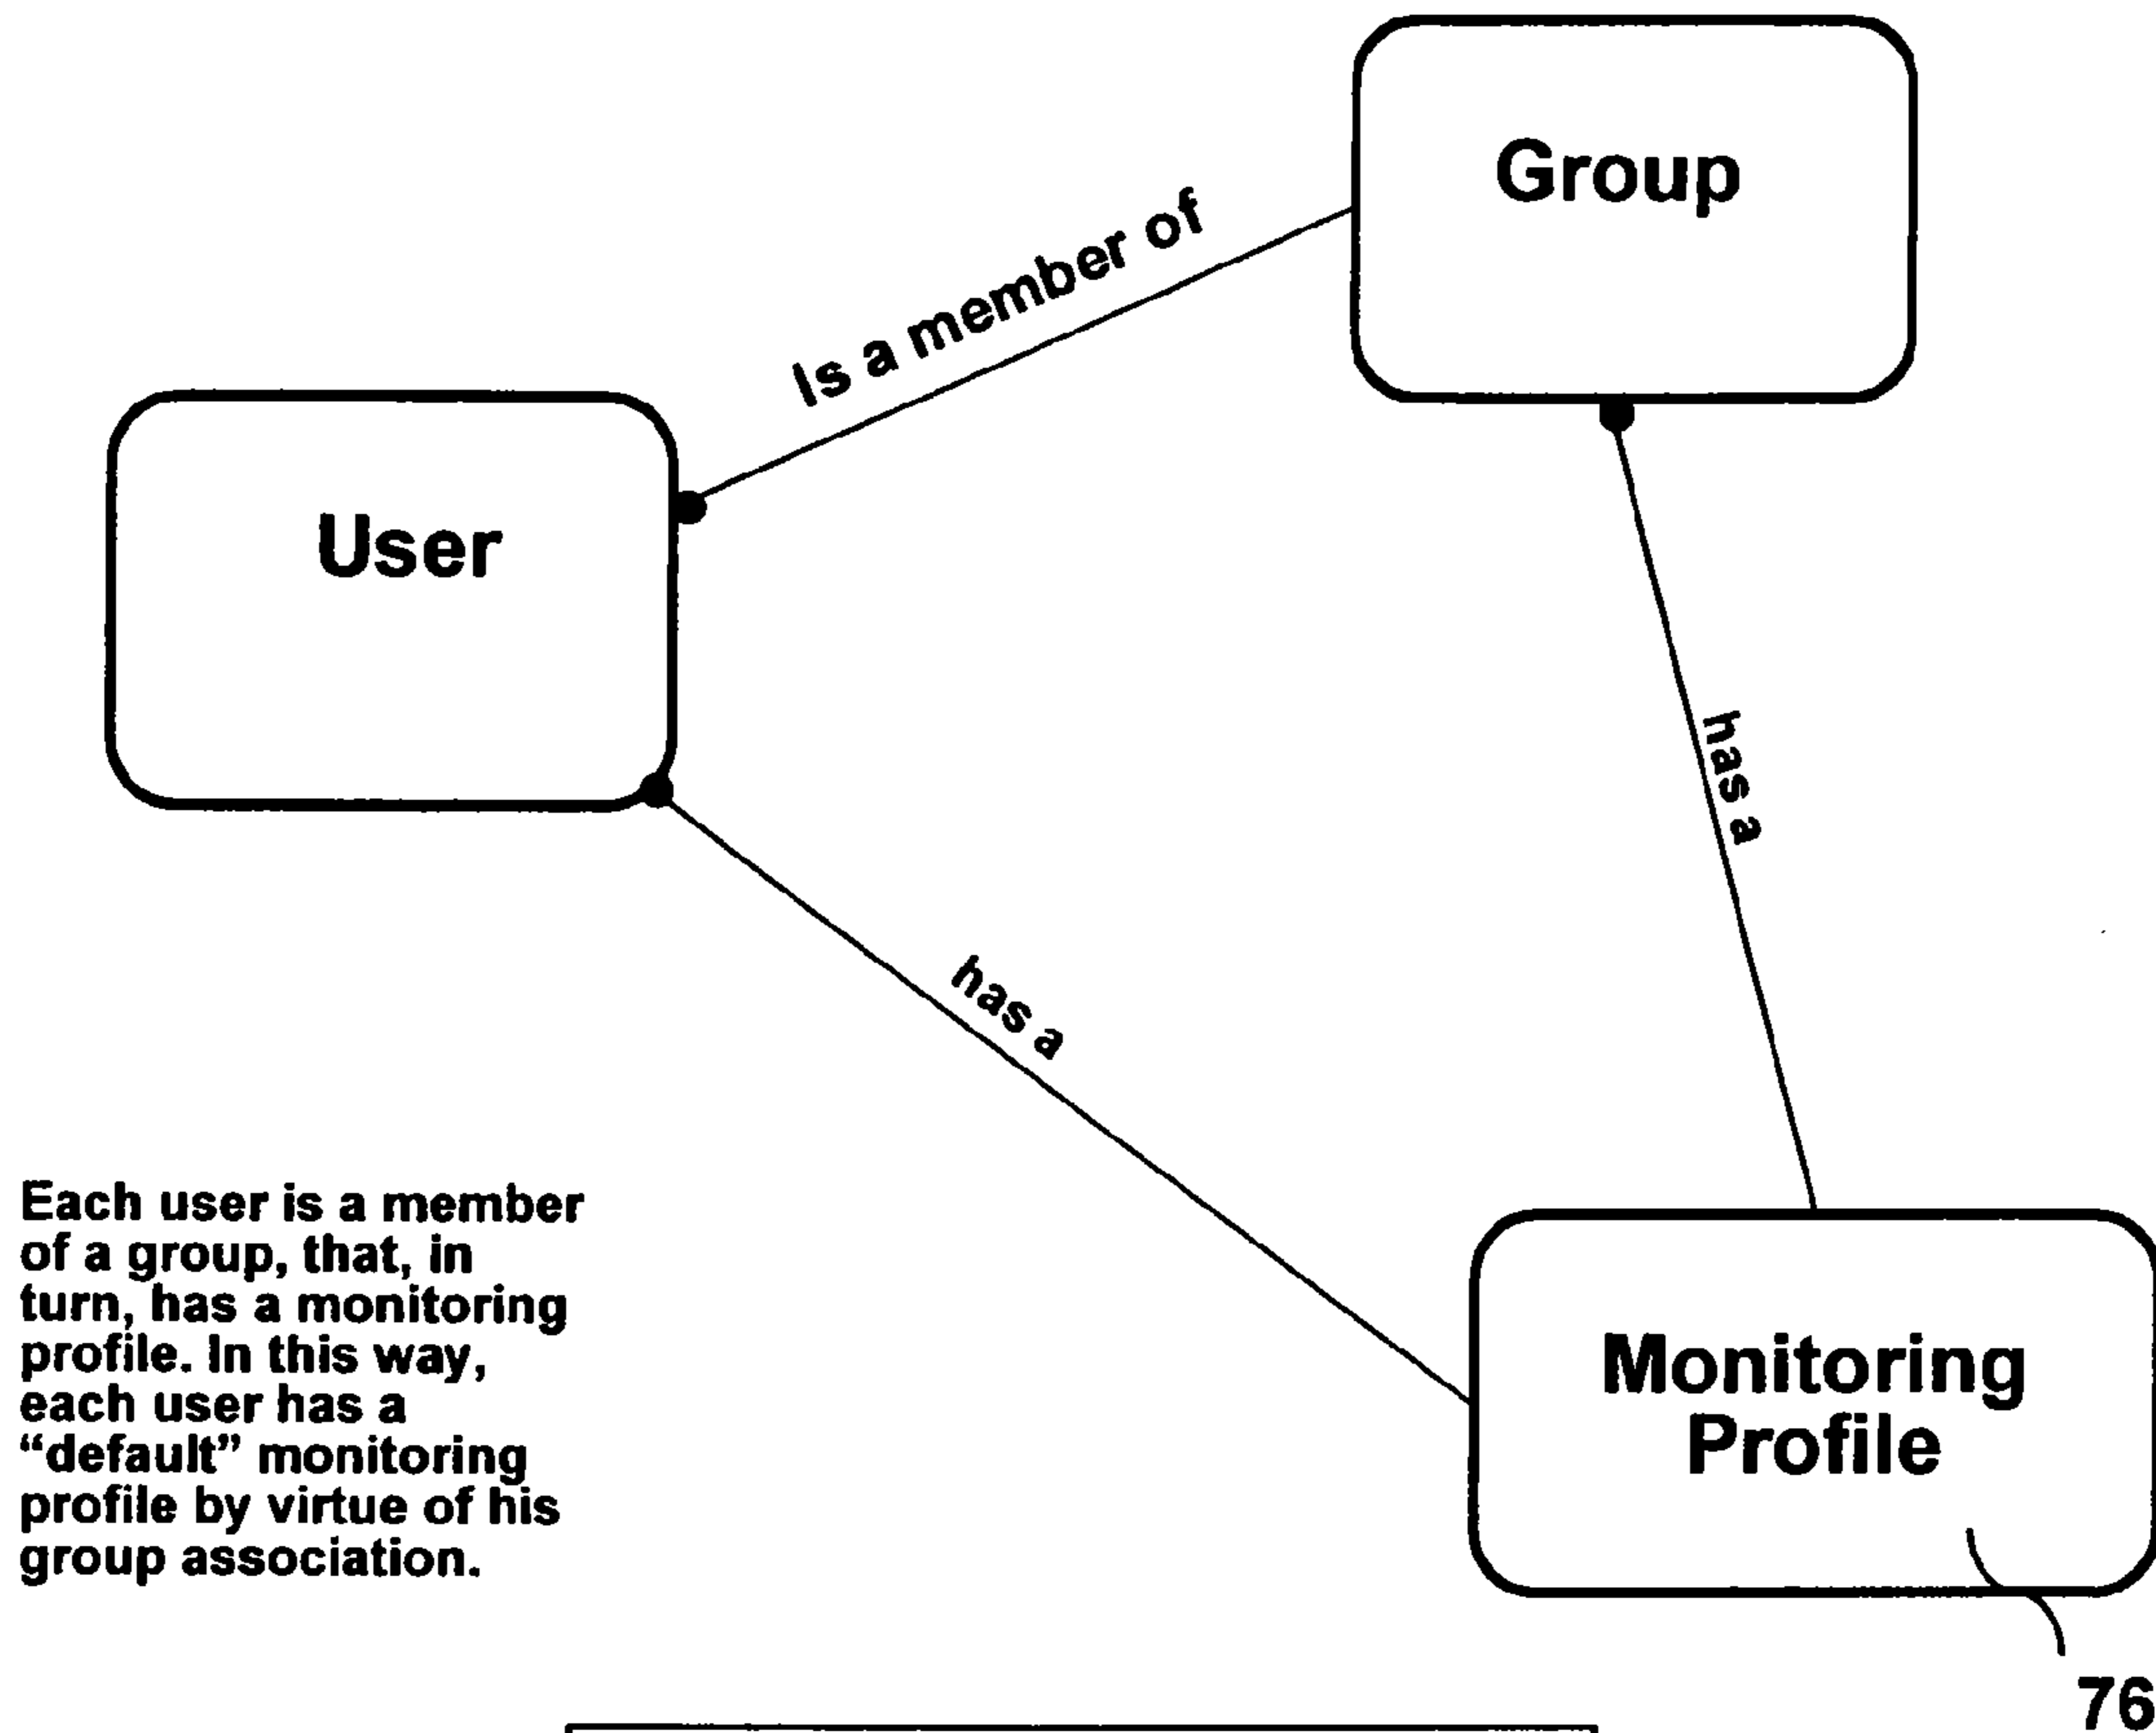 Group
Is a member of
User
has a
has a
Each user is a member
of a group, that, in
turn, has a monitoring
profile. In this way,
each user has a
“default” monitoring
profile by virtue of his
group association.
Monitoring
Profile
76